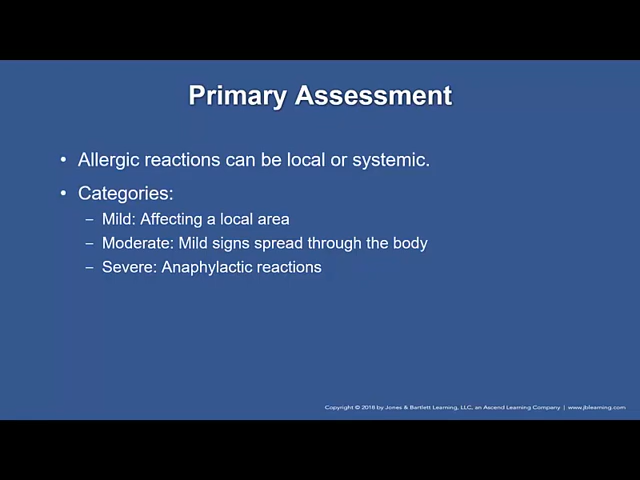 Primary Assessment
• Allergic reactions can be local or systemic.
• Categories:
– Mild: Affecting a local area
– Moderate: Mild signs spread through the body
– Severe: Anaphylactic reactions
Copyright © 2018 by Jones & Bartlett Learning, LLC, an Ascend Learning Company | www.jblearning.com